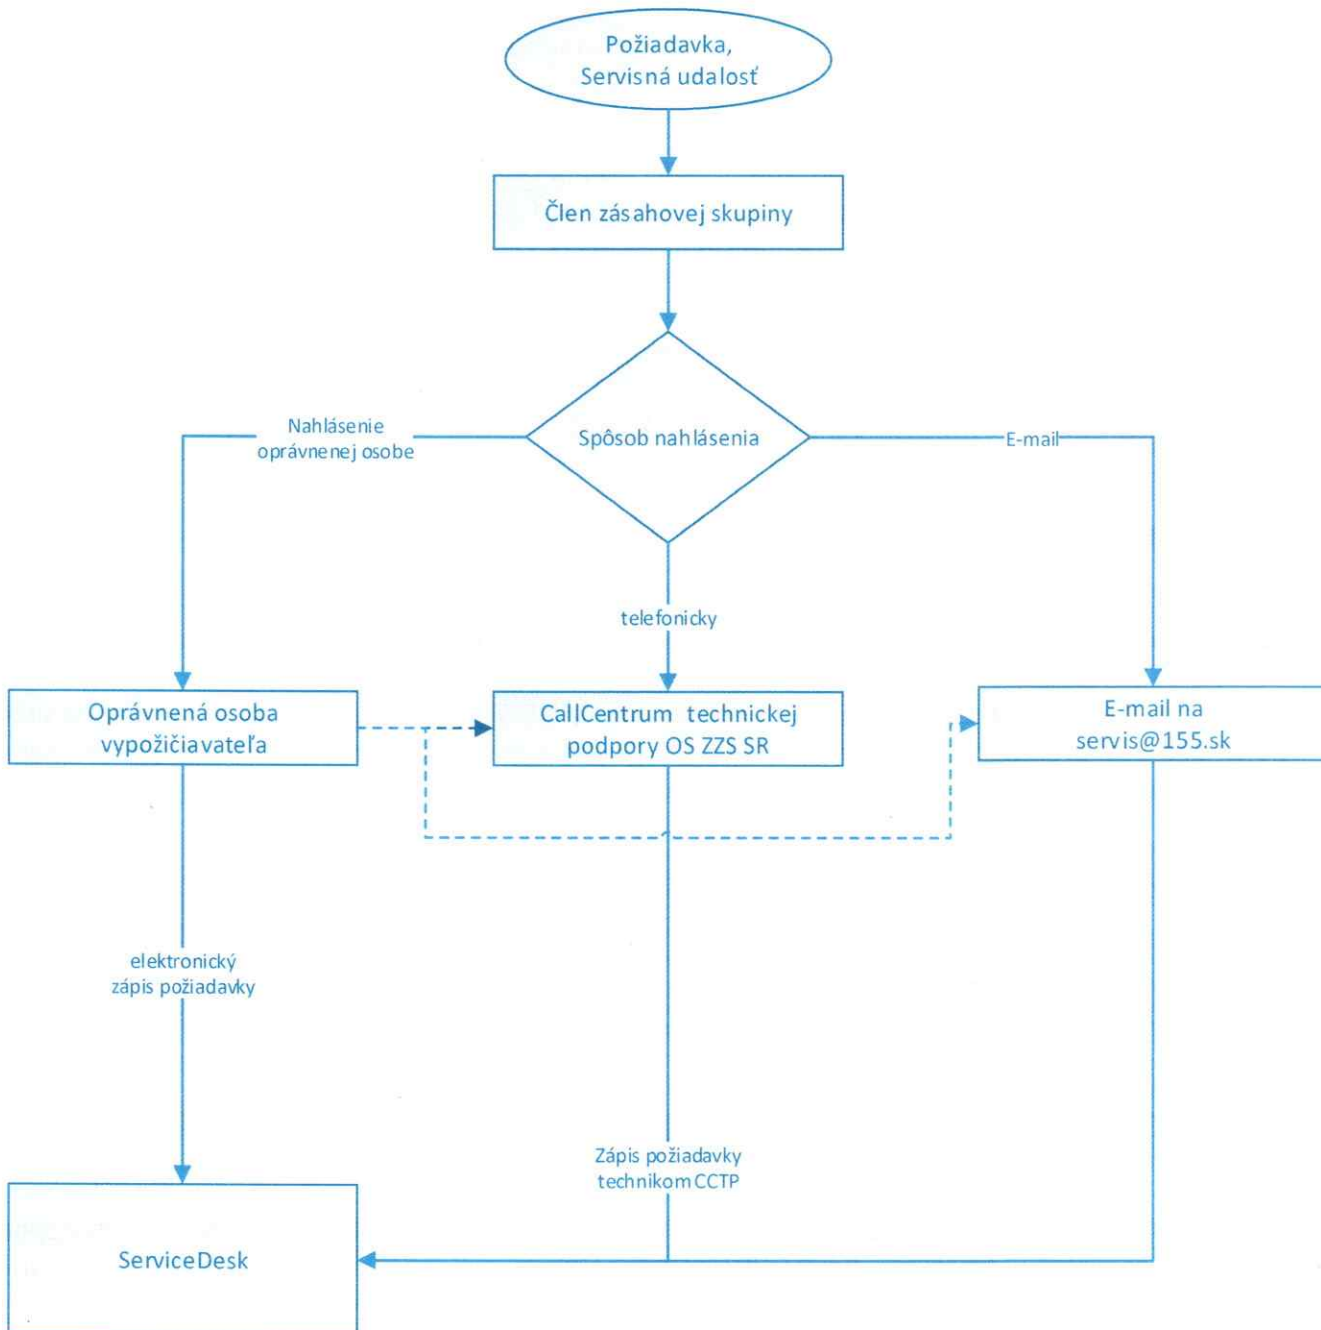 Požiadavka,
Servisná udalosť
Člen zásahovej skupiny
Spôsob nahlásenia
Nahlásenie
oprávnenej osobe
E-mail
telefonicky
Oprávnená osoba
vypožičiavateľa
CallCentrum technickej
podpory OS ZZS SR
E-mail na
servis@155.sk
elektronický
zápis požiadavky
Zápis požiadavky
technikom CCTP
ServiceDesk